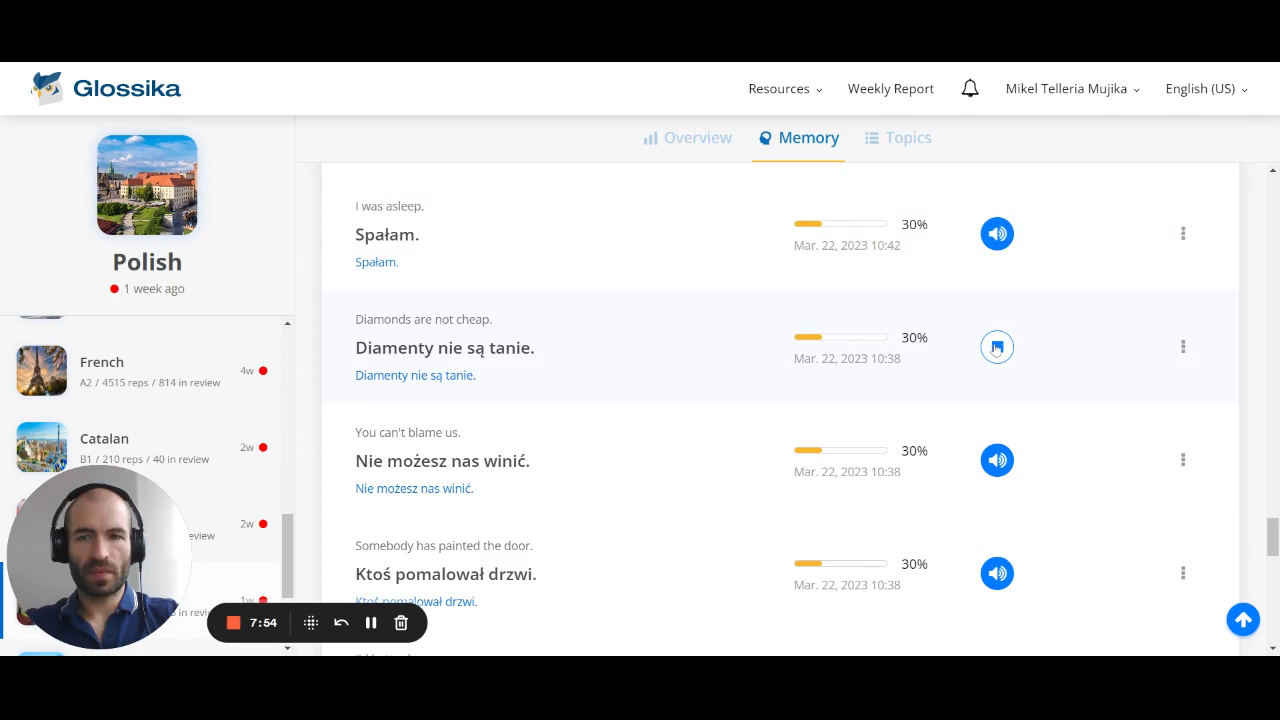 Glossika
Resources
Weekly Report
Mikel Telleria Mujika
English (US)
Overview
Memory
Topics
Polish
1 week ago
French
A2 / 4515 reps / 814 in review
4w
Catalan
B1 / 210 reps / 40 in review
2w
2w
review
1w
in review
7:54
I was asleep.
Spałam.
Spałam.
30%
Mar. 22, 2023 10:42
Diamonds are not cheap.
Diamenty nie są tanie.
Diamenty nie są tanie.
30%
Mar. 22, 2023 10:38
You can't blame us.
Nie możesz nas winić.
Nie możesz nas winić.
30%
Mar. 22, 2023 10:38
Somebody has painted the door.
Ktoś pomalował drzwi.
Ktoś pomalował drzwi.
30%
Mar. 22, 2023 10:38